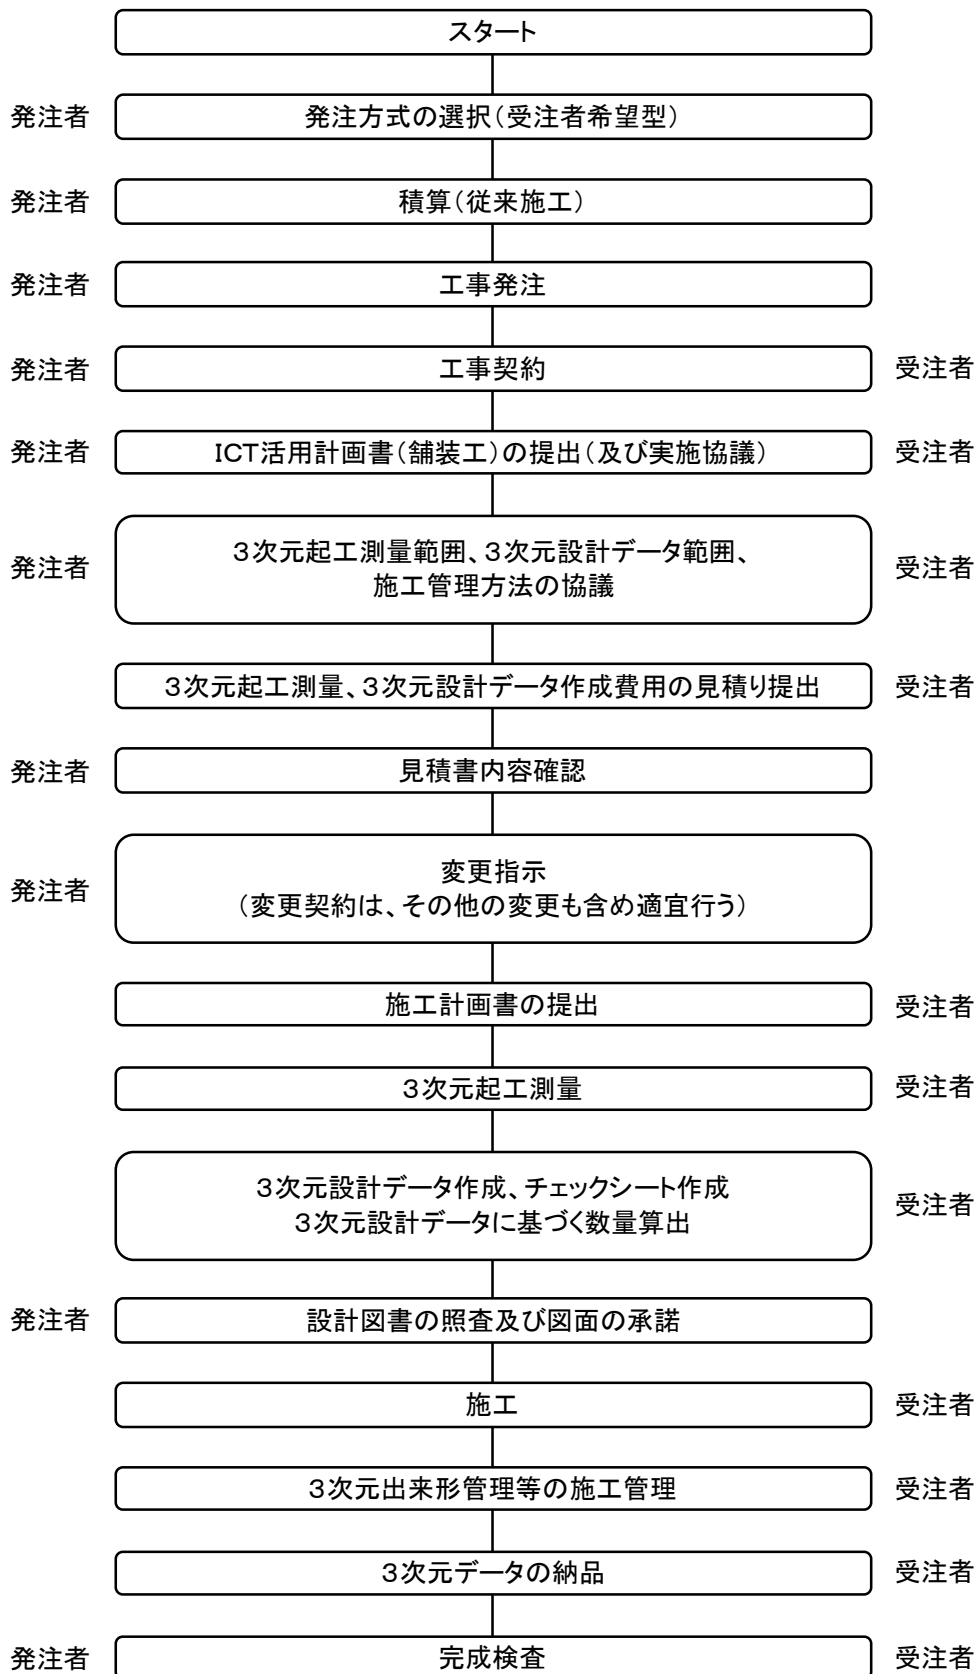 スタート
発注者 発注方式の選択（受注者希望型）
発注者 積算（従来施工）
発注者 工事発注
発注者 工事契約 受注者
発注者 ICT活用計画書（舗装工）の提出（及び実施協議） 受注者
発注者 ３次元起工測量範囲、３次元設計データ範囲、 受注者
施工管理方法の協議
３次元起工測量、３次元設計データ作成費用の見積り提出 受注者
発注者 見積書内容確認
発注者 変更指示
（変更契約は、その他の変更も含め適宜行う）
施工計画書の提出 受注者
３次元起工測量 受注者
３次元設計データ作成、チェックシート作成 受注者
３次元設計データに基づく数量算出
発注者 設計図書の照査及び図面の承諾
施工 受注者
３次元出来形管理等の施工管理 受注者
３次元データの納品 受注者
発注者 完成検査 受注者